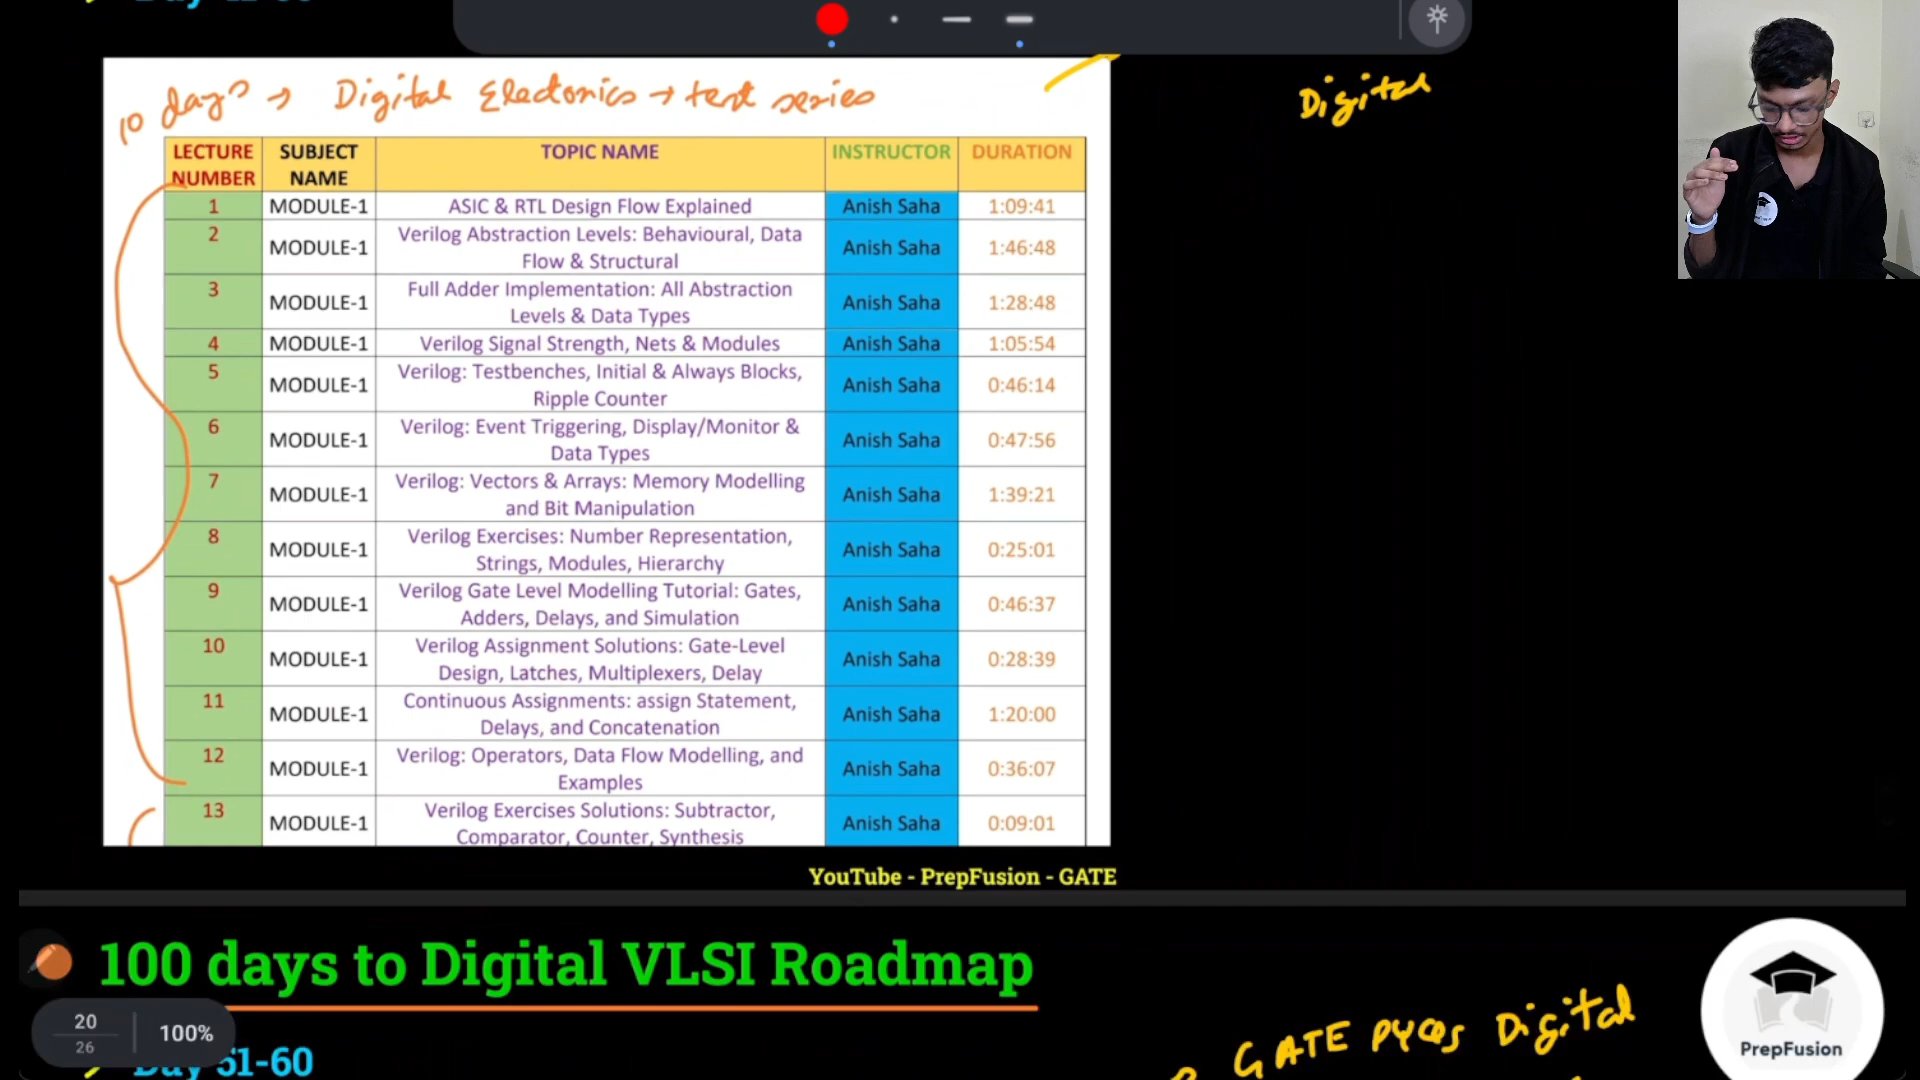 10 days → Digital Electonics → test series
Digital
LECTURE NUMBER SUBJECT NAME TOPIC NAME INSTRUCTOR DURATION
1 MODULE-1 ASIC & RTL Design Flow Explained Anish Saha 1:09:41
2 MODULE-1 Verilog Abstraction Levels: Behavioural, Data Flow & Structural Anish Saha 1:46:48
3 MODULE-1 Full Adder Implementation: All Abstraction Levels & Data Types Anish Saha 1:28:48
4 MODULE-1 Verilog Signal Strength, Nets & Modules Anish Saha 1:05:54
5 MODULE-1 Verilog: Testbenches, Initial & Always Blocks, Ripple Counter Anish Saha 0:46:14
6 MODULE-1 Verilog: Event Triggering, Display/Monitor & Data Types Anish Saha 0:47:56
7 MODULE-1 Verilog: Vectors & Arrays: Memory Modelling and Bit Manipulation Anish Saha 1:39:21
8 MODULE-1 Verilog Exercises: Number Representation, Strings, Modules, Hierarchy Anish Saha 0:25:01
9 MODULE-1 Verilog Gate Level Modelling Tutorial: Gates, Adders, Delays, and Simulation Anish Saha 0:46:37
10 MODULE-1 Verilog Assignment Solutions: Gate-Level Design, Latches, Multiplexers, Delay Anish Saha 0:28:39
11 MODULE-1 Continuous Assignments: assign Statement, Delays, and Concatenation Anish Saha 1:20:00
12 MODULE-1 Verilog: Operators, Data Flow Modelling, and Examples Anish Saha 0:36:07
13 MODULE-1 Verilog Exercises Solutions: Subtractor, Comparator, Counter, Synthesis Anish Saha 0:09:01
YouTube - PrepFusion - GATE
100 days to Digital VLSI Roadmap
20
26
100%
Day 51-60
GATE PYQs Digital
PrepFusion